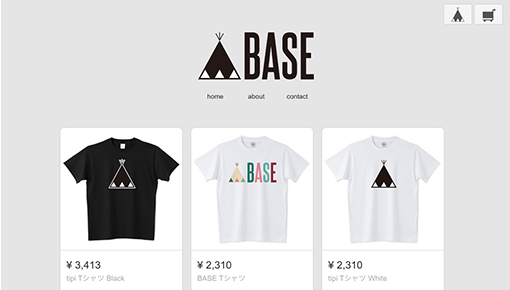 BASE
home about contact
BASE
¥ 3,413 ¥ 2,310 ¥ 2,310
tipi Tシャツ Black BASE Tシャツ tipi Tシャツ White